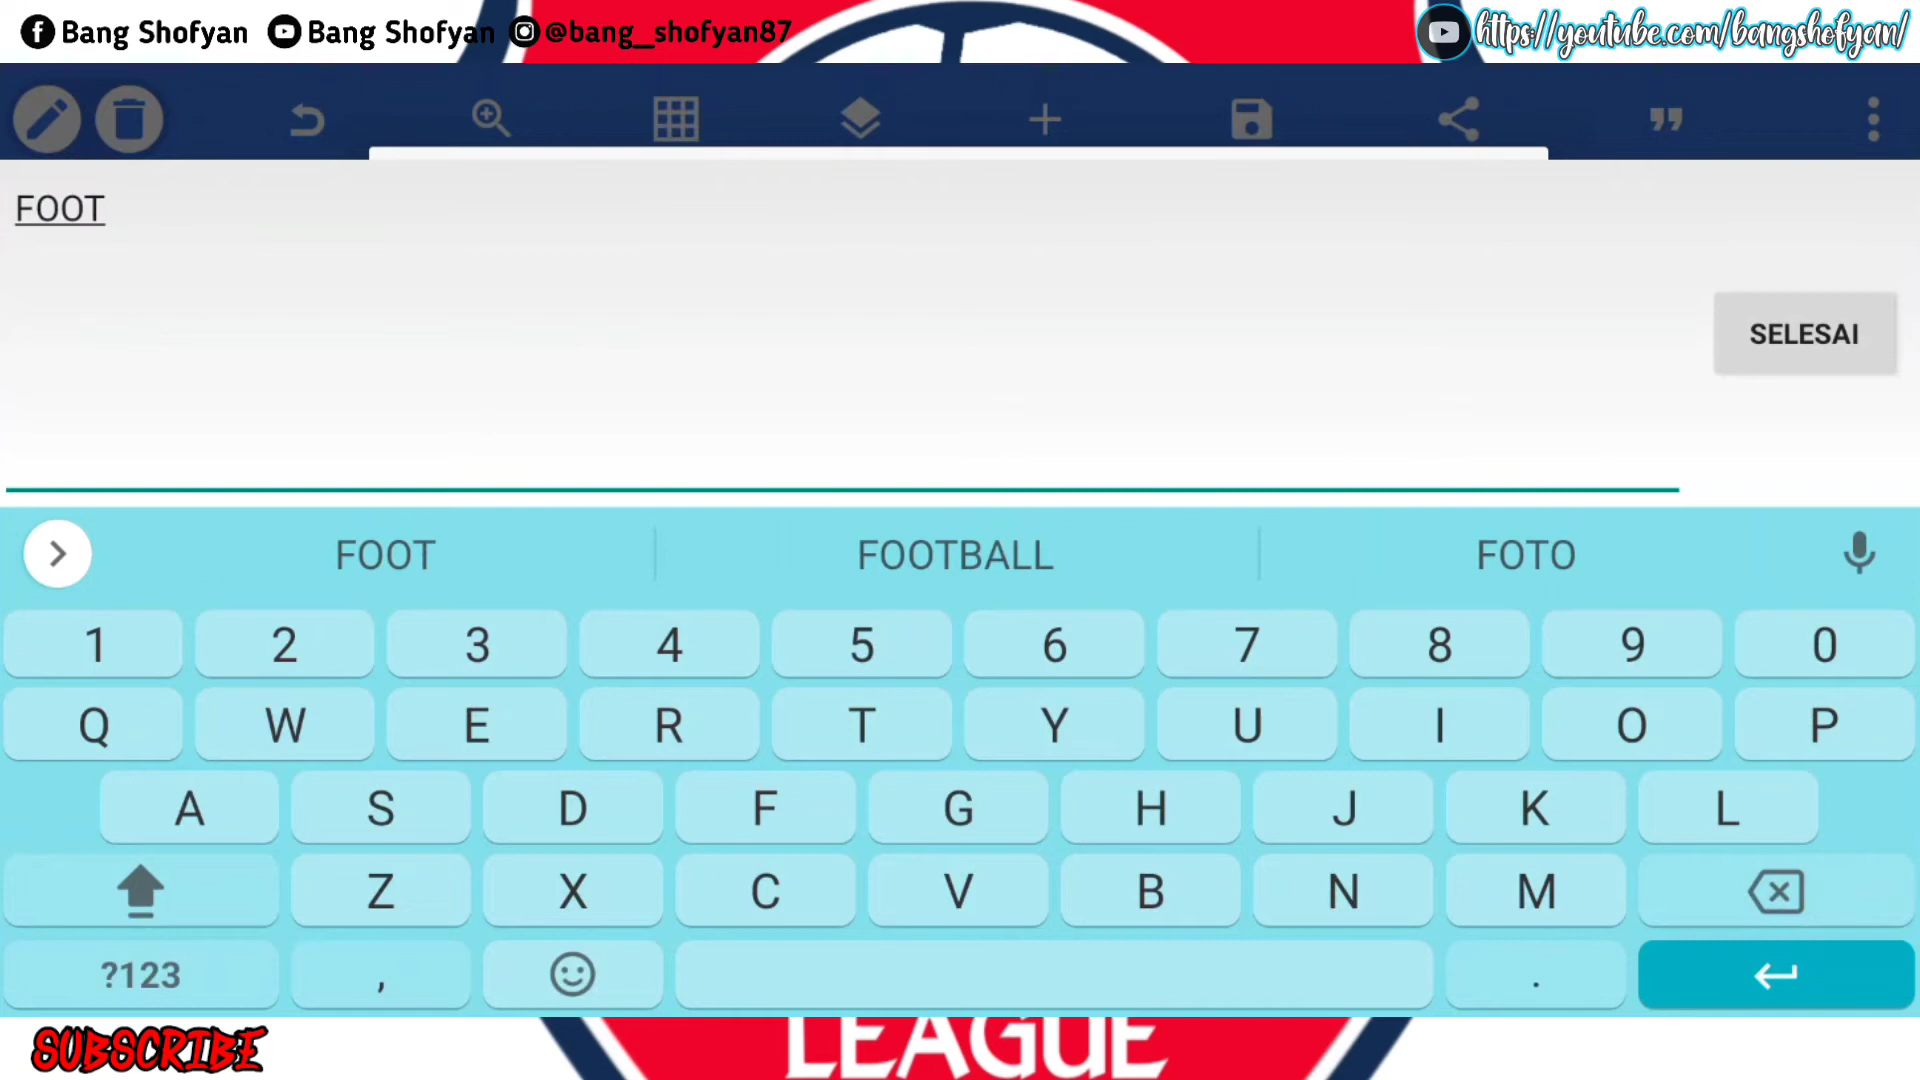 Bang Shofyan Bang Shofyan @bang_shofyan87 https://youtube.com/bangshofyan/
FOOT
SELESAI
FOOT FOOTBALL FOTO
1 2 3 4 5 6 7 8 9 0
Q W E R T Y U I O P
A S D F G H J K L
Z X C V B N M
?123 , .
SUBSCRIBE
LEAGUE